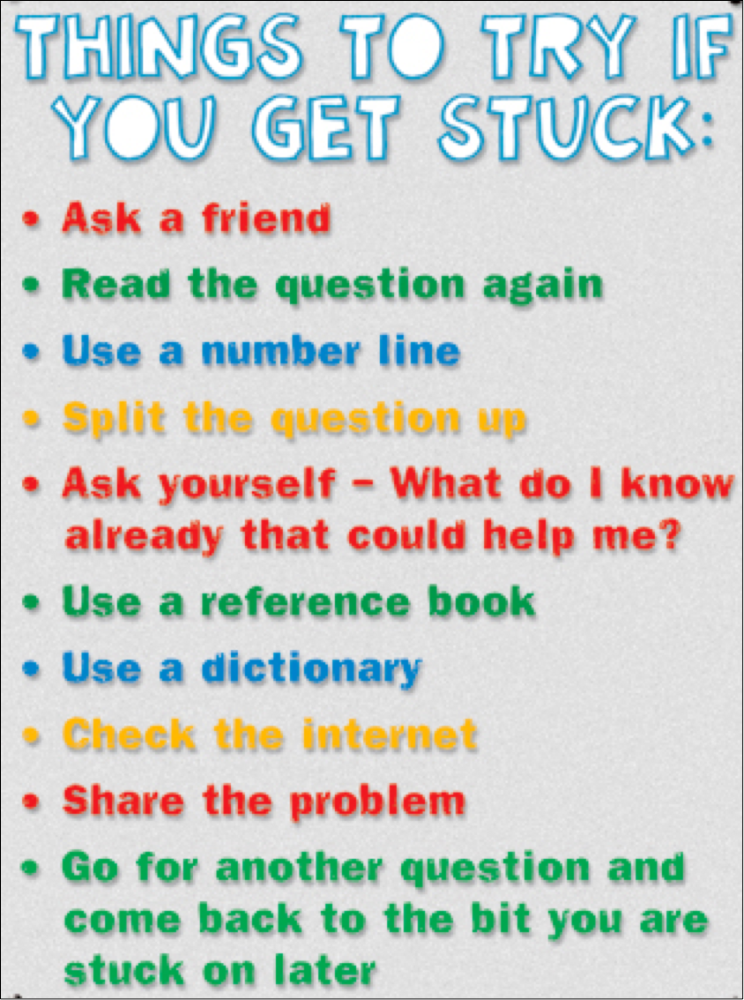 THINGS TO TRY IF
YOU GET STUCK:
• Ask a friend
• Read the question again
• Use a number line
• Split the question up
• Ask yourself – What do I know
already that could help me?
• Use a reference book
• Use a dictionary
• Check the internet
• Share the problem
• Go for another question and
come back to the bit you are
stuck on later